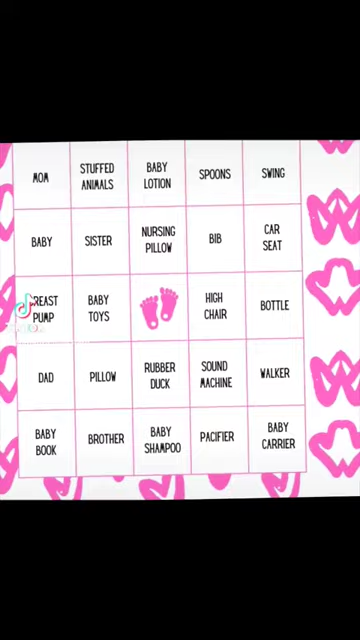 MOM
STUFFED
ANIMALS
BABY
LOTION
SPOONS
SWING
BABY
SISTER
NURSING
PILLOW
BIB
CAR
SEAT
BREAST
PUMP
BABY
TOYS
HIGH
CHAIR
BOTTLE
DAD
PILLOW
RUBBER
DUCK
SOUND
MACHINE
WALKER
BABY
BOOK
BROTHER
BABY
SHAMPOO
PACIFIER
BABY
CARRIER